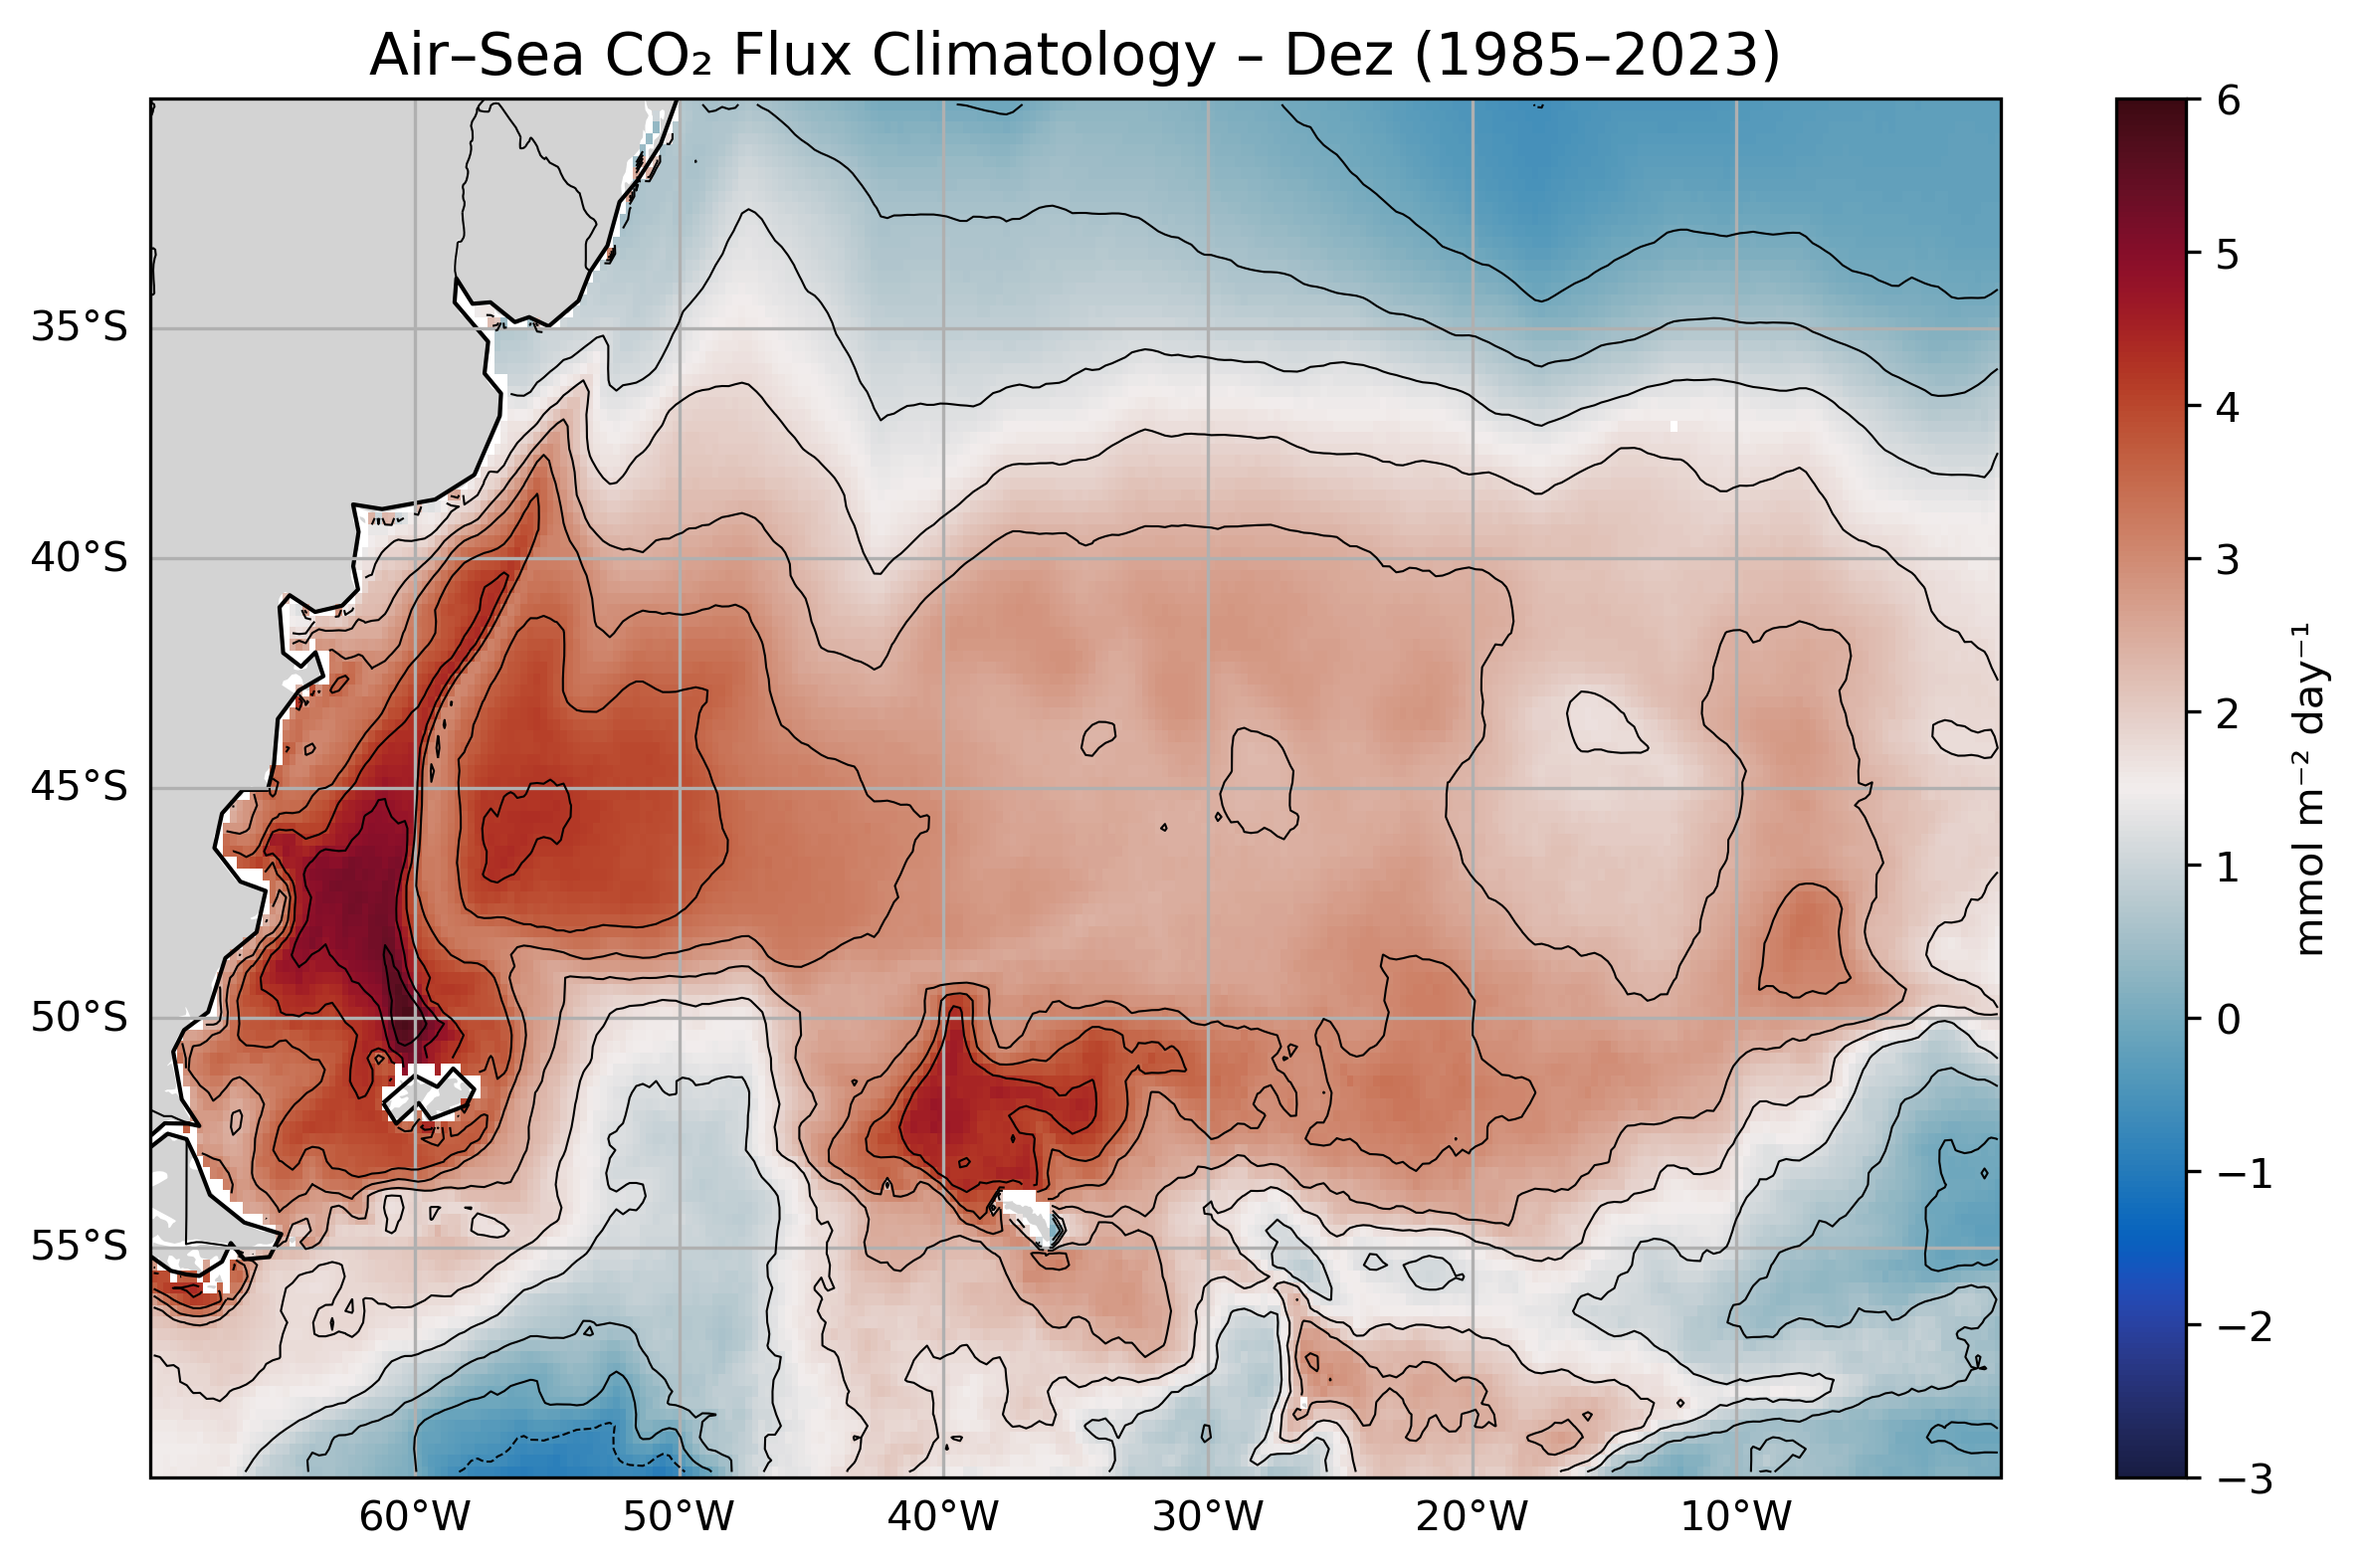 Air–Sea CO₂ Flux Climatology – Dez (1985–2023)
35°S
40°S
45°S
50°S
55°S
60°W
50°W
40°W
30°W
20°W
10°W
6
5
4
3
2
1
0
−1
−2
−3
mmol m⁻² day⁻¹